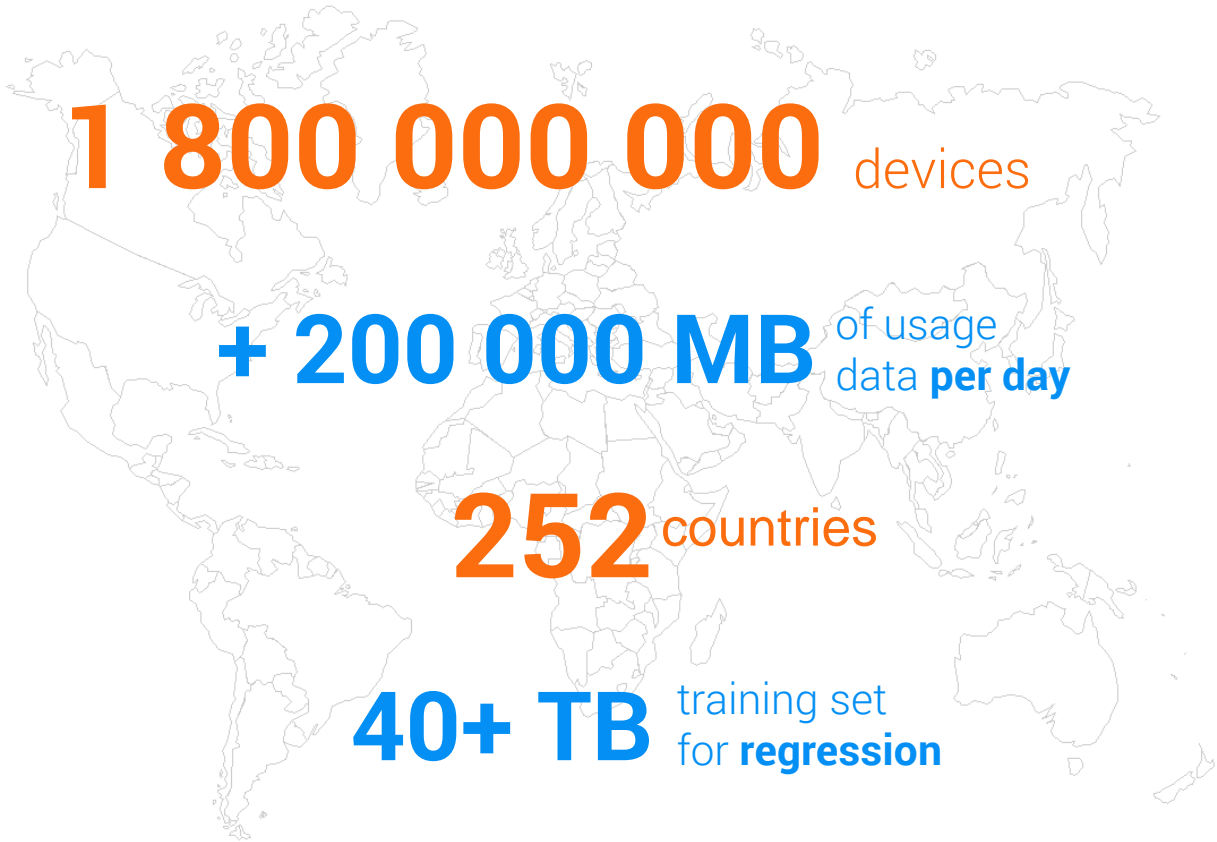 1 800 000 000 devices
+ 200 000 MB of usage
data per day
252 countries
40+ TB training set
for regression